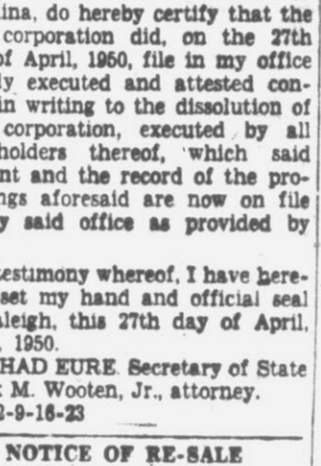 ina, do hereby certify that the
corporation did, on the 27th
of April, 1950, file in my office
ly executed and attested con-
in writing to the dissolution of
corporation, executed by all
holders thereof, which said
nt and the record of the pro-
ngs aforesaid are now on file
y said office as provided by
testimony whereof, I have here-
set my hand and official seal
aleigh, this 27th day of April,
, 1950.
HAD EURE Secretary of State
M. Wooten, Jr., attorney.
2-9-16-23
NOTICE OF RE-SALE